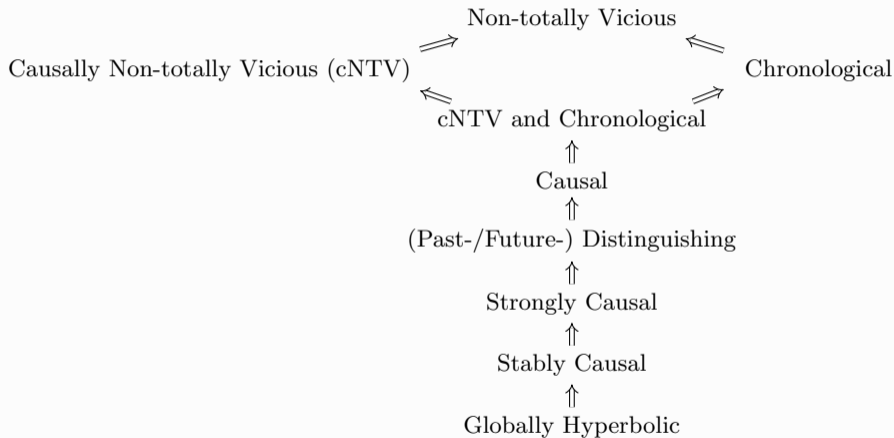 Non-totally Vicious
Causally Non-totally Vicious (cNTV)
Chronological
cNTV and Chronological
Causal
(Past-/Future-) Distinguishing
Strongly Causal
Stably Causal
Globally Hyperbolic